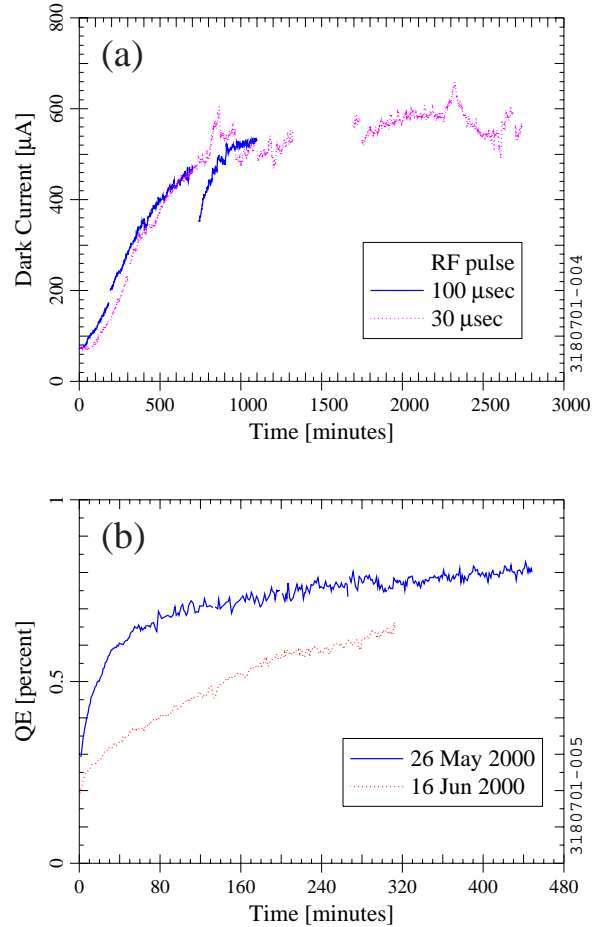 (a)
800
600
400
200
0
Dark Current [μA]
RF pulse
100 μsec
30 μsec
3180701-004
0 500 1000 1500 2000 2500 3000
Time [minutes]
(b)
1
0.5
0
QE [percent]
26 May 2000
16 Jun 2000
3180701-005
0 80 160 240 320 400 480
Time [minutes]